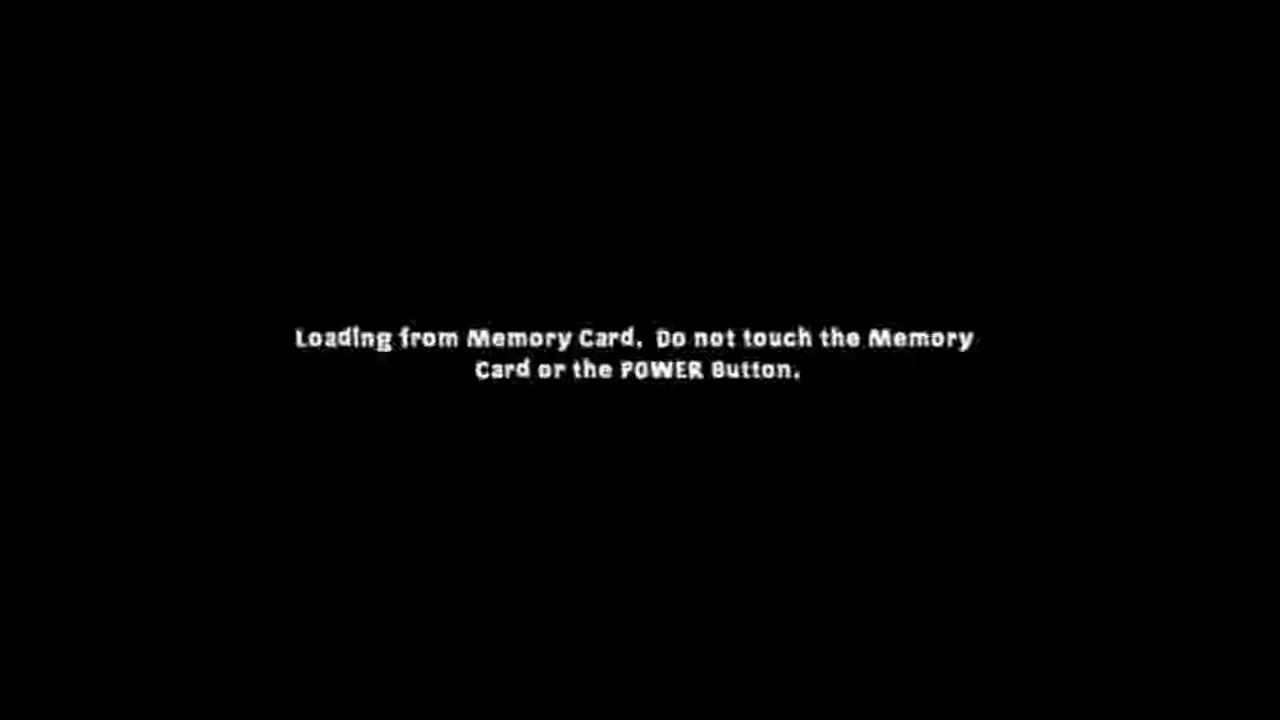 Loading from Memory Card. Do not touch the Memory
Card or the POWER Button.